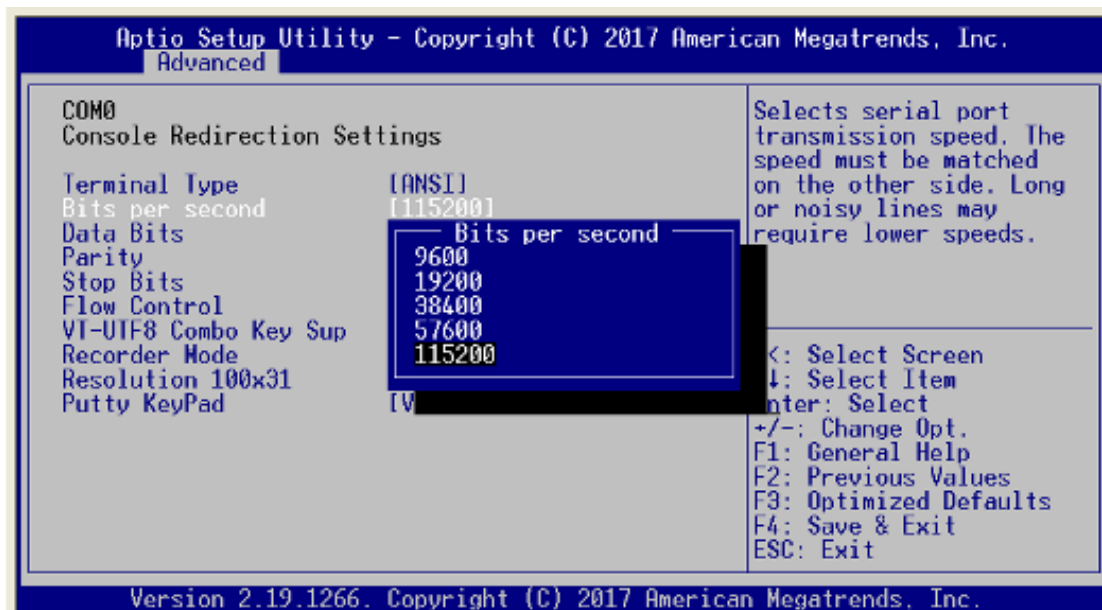 Aptio Setup Utility – Copyright (C) 2017 American Megatrends, Inc.
Advanced
COM0
Console Redirection Settings
Terminal Type [ANSI]
Bits per second [115200]
Data Bits
Parity
Stop Bits
Flow Control
VT-UTF8 Combo Key Sup
Recorder Mode
Resolution 100x31
Putty KeyPad [V
Bits per second
9600
19200
38400
57600
115200
Selects serial port
transmission speed. The
speed must be matched
on the other side. Long
or noisy lines may
require lower speeds.
<: Select Screen
↓: Select Item
nter: Select
+/-: Change Opt.
F1: General Help
F2: Previous Values
F3: Optimized Defaults
F4: Save & Exit
ESC: Exit
Version 2.19.1266. Copyright (C) 2017 American Megatrends, Inc.